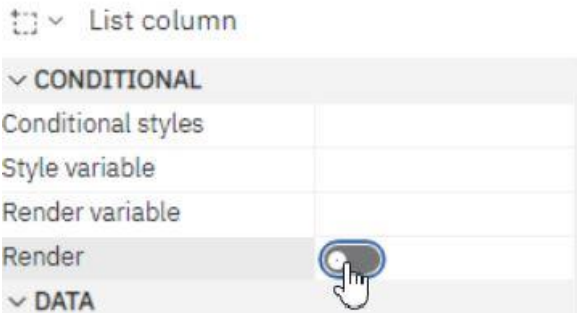 List column
CONDITIONAL
Conditional styles
Style variable
Render variable
Render
DATA